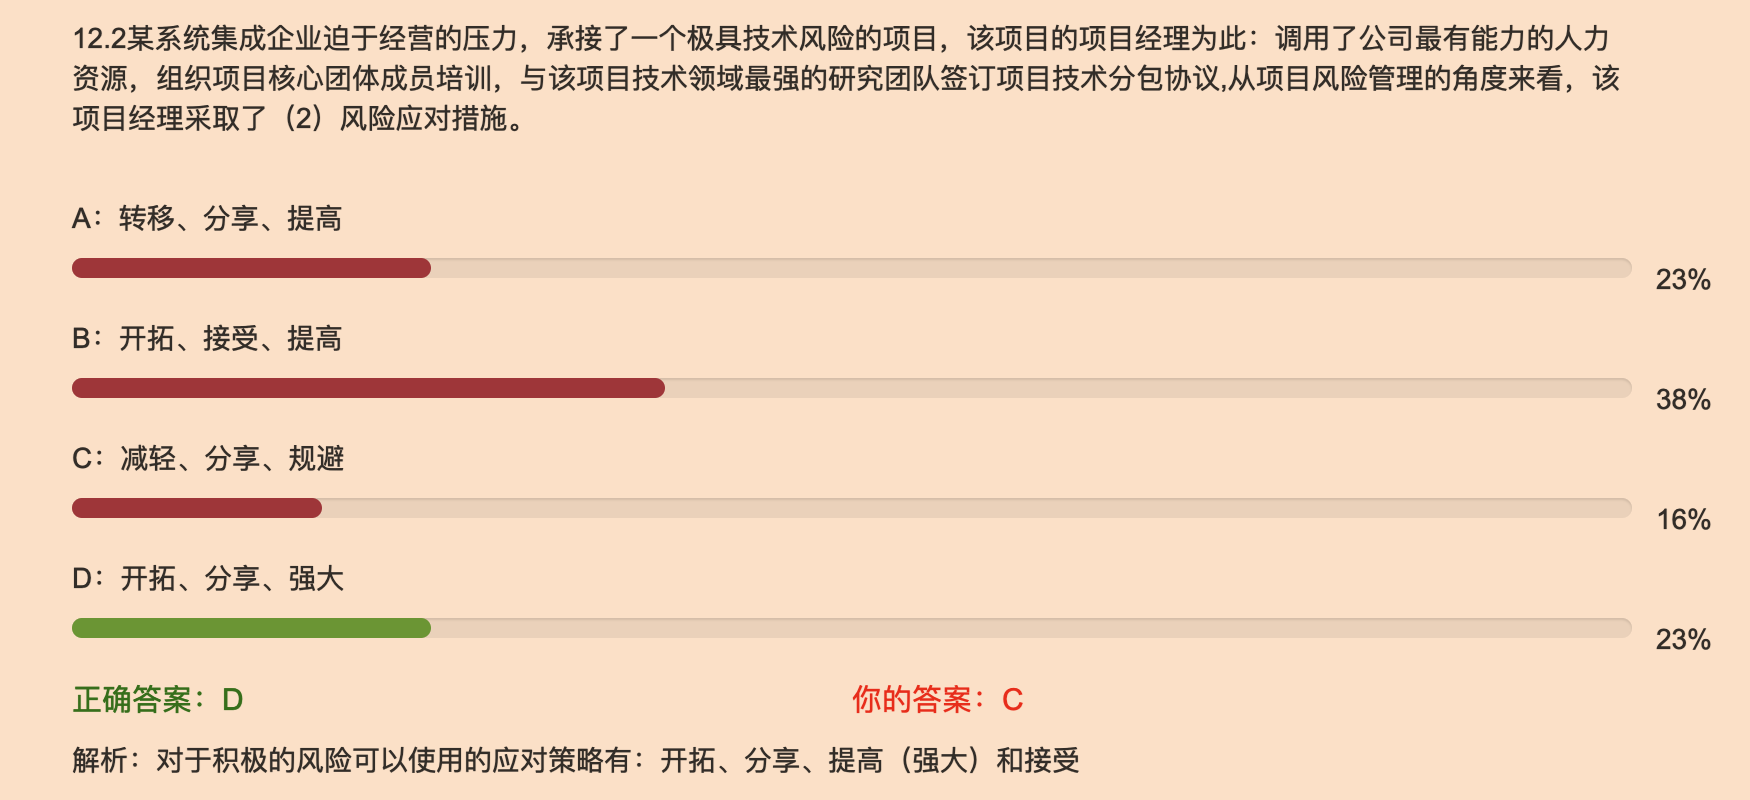 12.2某系统集成企业迫于经营的压力，承接了一个极具技术风险的项目，该项目的项目经理为此：调用了公司最有能力的人力
资源，组织项目核心团体成员培训，与该项目技术领域最强的研究团队签订项目技术分包协议,从项目风险管理的角度来看，该
项目经理采取了（2）风险应对措施。
A：转移、分享、提高
23%
B：开拓、接受、提高
38%
C：减轻、分享、规避
16%
D：开拓、分享、强大
23%
正确答案：D 你的答案：C
解析：对于积极的风险可以使用的应对策略有：开拓、分享、提高（强大）和接受